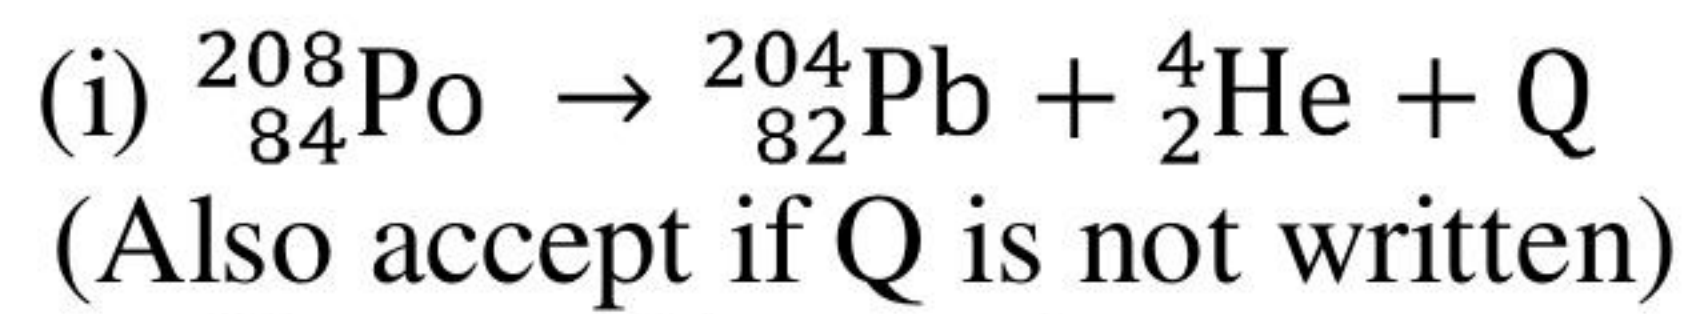 (i) ²⁰⁸₈₄Po → ²⁰⁴₈₂Pb + ⁴₂He + Q
(Also accept if Q is not written)